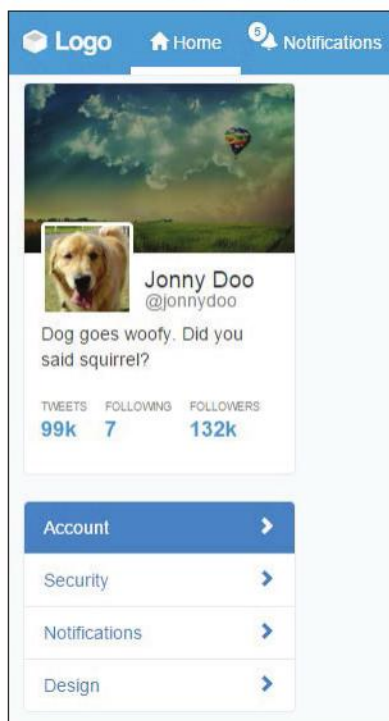 Logo Home 5 Notifications
Jonny Doo
@jonnydoo
Dog goes woofy. Did you
said squirrel?
TWEETS FOLLOWING FOLLOWERS
99k 7 132k
Account
Security
Notifications
Design